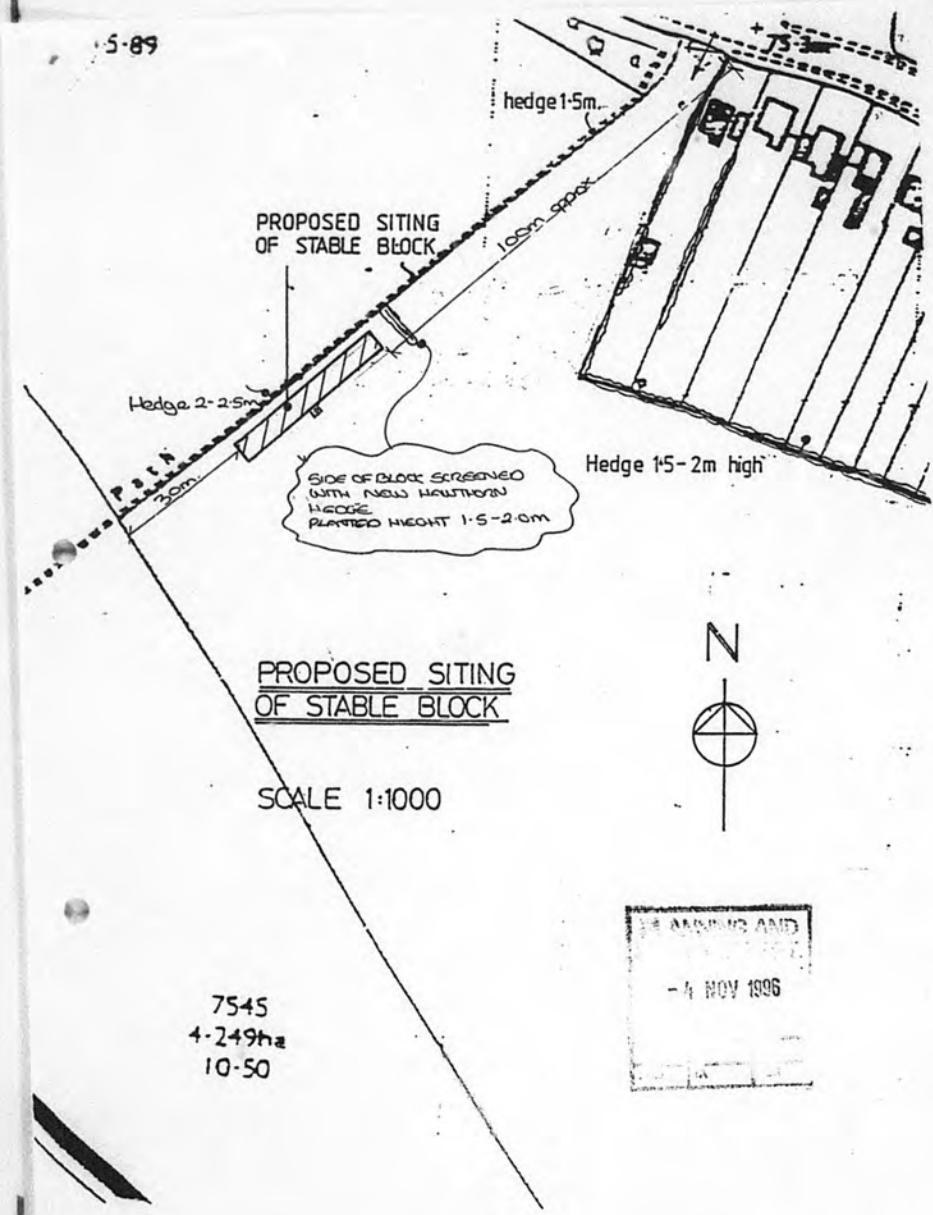 5·89
75·3m
hedge 1·5m
a
100m approx
PROPOSED SITING
OF STABLE BLOCK
Hedge 2-2·5m
30m.
SIDE OF BLOCK SCREENED
WITH NEW HAWTHORN
HEDGE
PLANTED HIEGHT 1·5-2·0m
Hedge 1·5-2m high
N
PROPOSED SITING
OF STABLE BLOCK
SCALE 1:1000
AND
-4 NOV 1996
7545
4·249ha
10·50